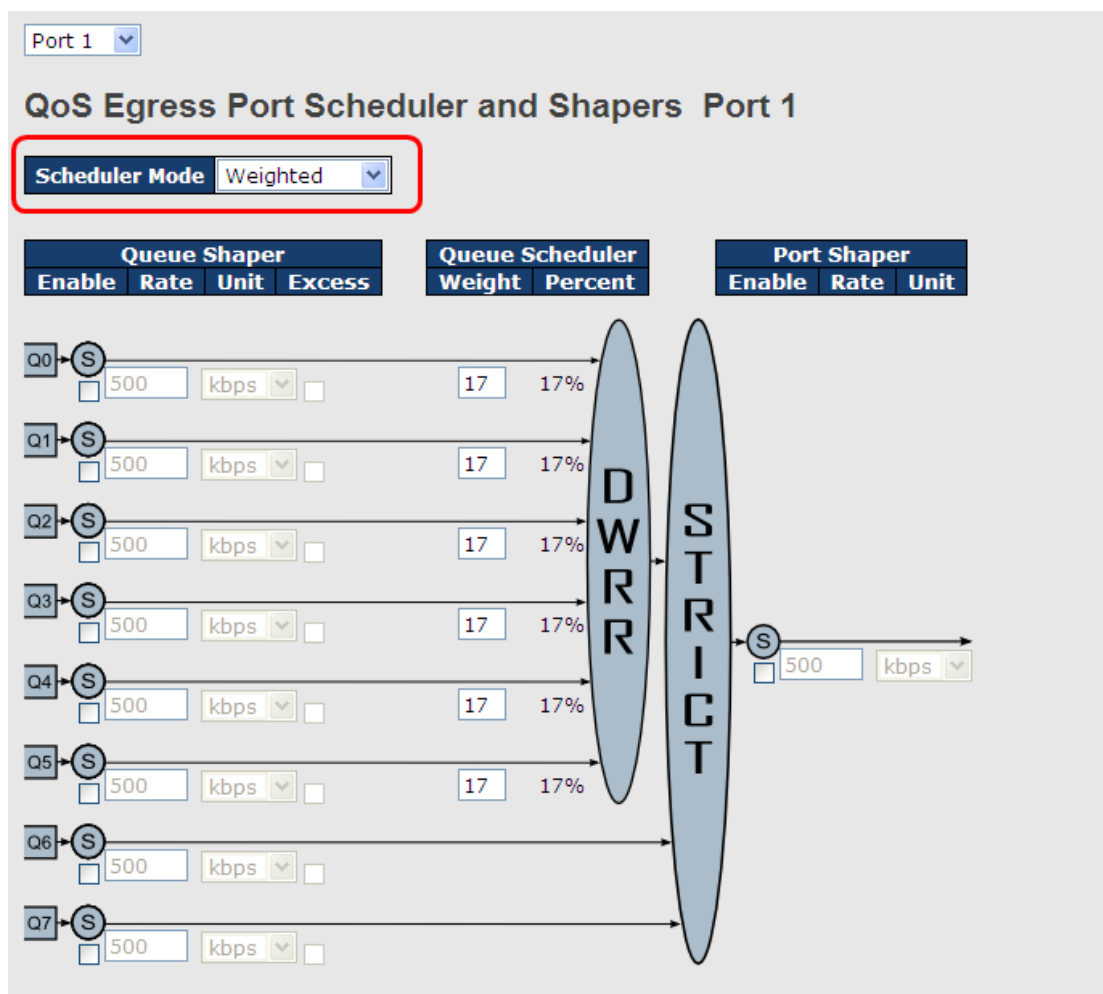 Port 1
QoS Egress Port Scheduler and Shapers Port 1
Scheduler Mode Weighted
Queue Shaper Queue Scheduler Port Shaper
Enable Rate Unit Excess Weight Percent Enable Rate Unit
Q0 S
500 kbps 17 17%
Q1 S
500 kbps 17 17%
Q2 S
500 kbps 17 17%
Q3 S
500 kbps 17 17%
Q4 S
500 kbps 17 17%
Q5 S
500 kbps 17 17%
Q6 S
500 kbps
Q7 S
500 kbps
DWRR
STRICT
S
500 kbps